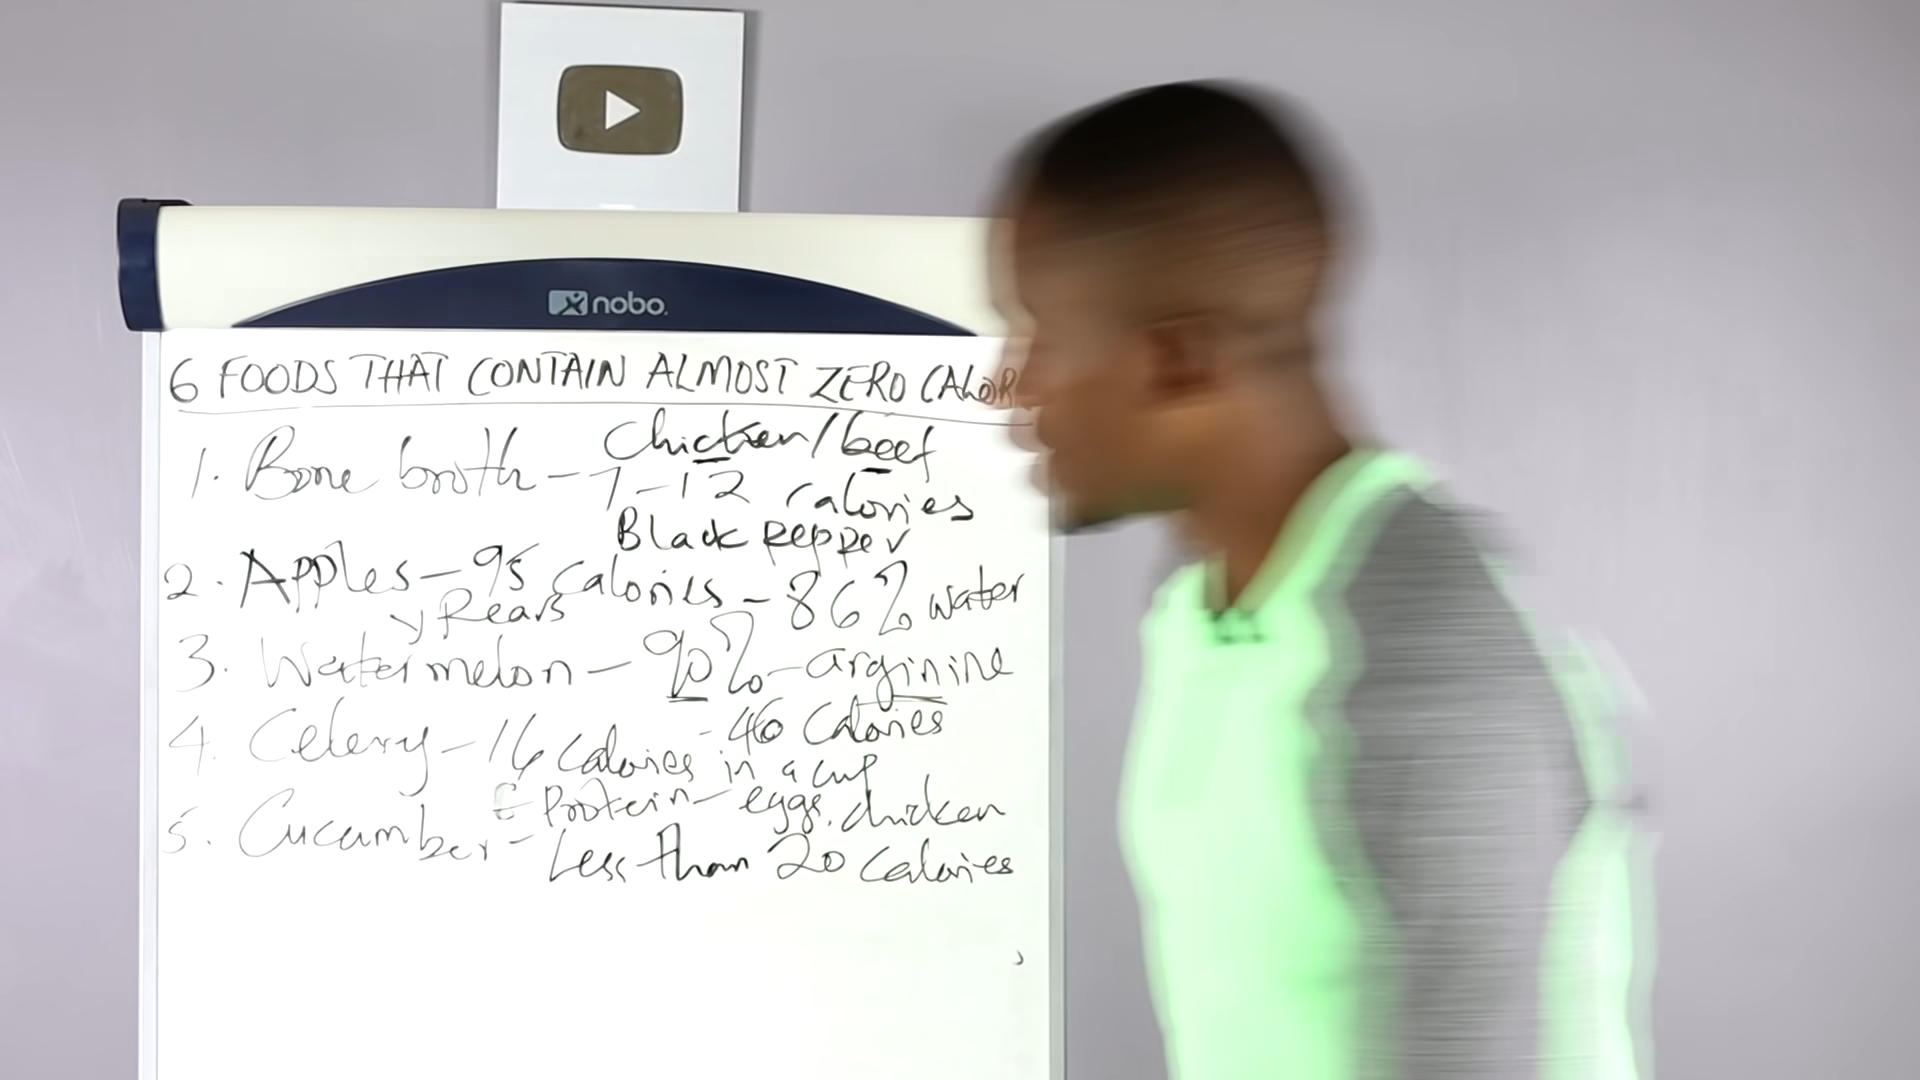 nobo
6 FOODS THAT CONTAIN ALMOST ZERO CALOR
Chicken/beef
1. Bone broth - 7-12 calories
Black pepper
2. Apples - 95 calories - 86% water
Pears
3. Watermelon - 90% - arginine
- 46 Calories
4. Celery - 16 calories in a cup
Protein - eggs, chicken
5. Cucumber - Less than 20 calories